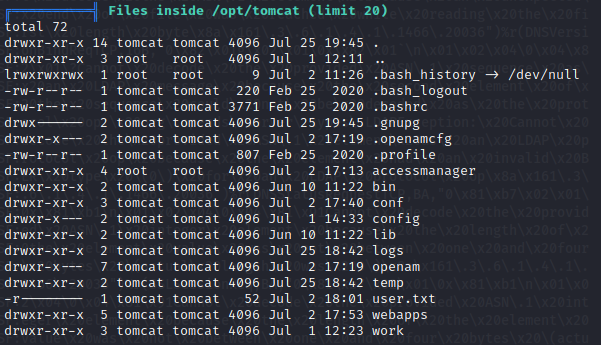 Files inside /opt/tomcat (limit 20)
total 72
drwxr-xr-x 14 tomcat tomcat 4096 Jul 25 19:45 .
drwxr-xr-x 3 root root 4096 Jul 1 12:11 ..
lrwxrwxrwx 1 root root 9 Jul 2 11:26 .bash_history -> /dev/null
-rw-r--r-- 1 tomcat tomcat 220 Feb 25 2020 .bash_logout
-rw-r--r-- 1 tomcat tomcat 3771 Feb 25 2020 .bashrc
drwx------ 2 tomcat tomcat 4096 Jul 25 19:45 .gnupg
drwxr-x--- 2 tomcat tomcat 4096 Jul 2 17:19 .openamcfg
-rw-r--r-- 1 tomcat tomcat 807 Feb 25 2020 .profile
drwxr-xr-x 4 root root 4096 Jul 2 17:13 accessmanager
drwxr-xr-x 2 tomcat tomcat 4096 Jun 10 11:22 bin
drwxr-xr-x 3 tomcat tomcat 4096 Jul 2 17:40 conf
drwxr-x--- 2 tomcat tomcat 4096 Jul 1 14:33 config
drwxr-xr-x 2 tomcat tomcat 4096 Jun 10 11:22 lib
drwxr-xr-x 2 tomcat tomcat 4096 Jul 25 18:42 logs
drwxr-x--- 7 tomcat tomcat 4096 Jul 2 17:19 openam
drwxr-xr-x 2 tomcat tomcat 4096 Jul 25 18:42 temp
-r-------- 1 tomcat tomcat 52 Jul 2 18:01 user.txt
drwxr-xr-x 5 tomcat tomcat 4096 Jul 2 17:53 webapps
drwxr-xr-x 3 tomcat tomcat 4096 Jul 1 12:23 work